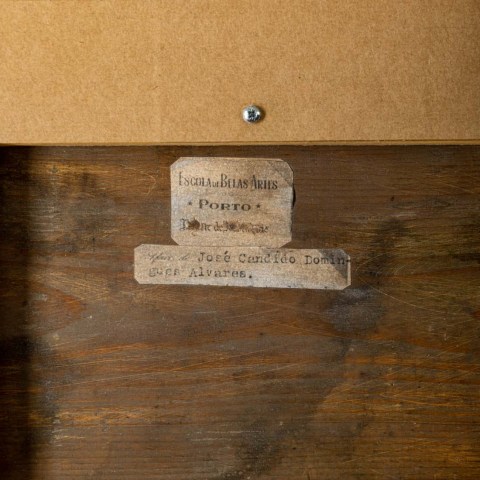 ESCOLA DE BELAS ARTES
* PORTO *
José Candido Domin-
gues Alvares.